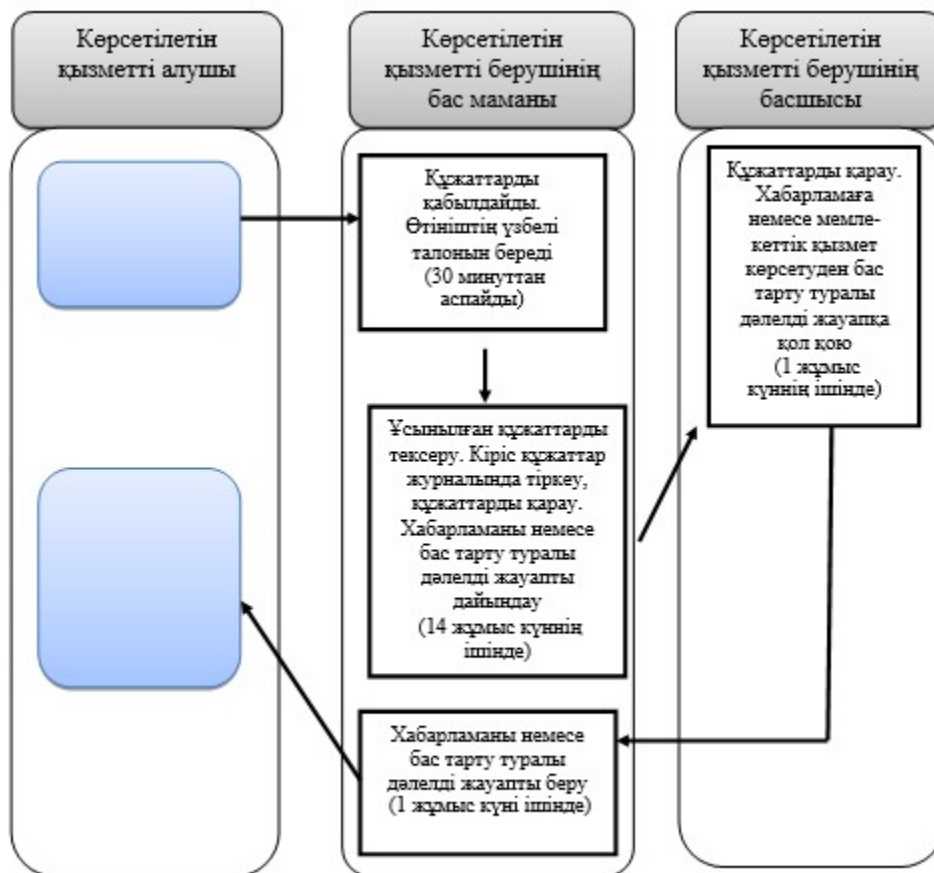 Көрсетілетін
қызметті алушы
Көрсетілетін
қызметті берушінің
бас маманы
Көрсетілетін
қызметті берушінің
басшысы
Құжаттарды
қабылдайды.
Өтініштің үзбелі
талонын береді
(30 минуттан
аспайды)
Ұсынылған құжаттарды
тексеру. Кіріс құжаттар
журналында тіркеу,
құжаттарды қарау.
Хабарламаны немесе
бас тарту туралы
дәлелді жауапты
дайындау
(14 жұмыс күннің
ішінде)
Құжаттарды қарау.
Хабарламаға
немесе мемле-
кеттік қызмет
көрсетуден бас
тарту туралы
дәлелді жауапқа
қол қою
(1 жұмыс
күннің ішінде)
Хабарламаны немесе
бас тарту туралы
дәлелді жауапты беру
(1 жұмыс күні ішінде)